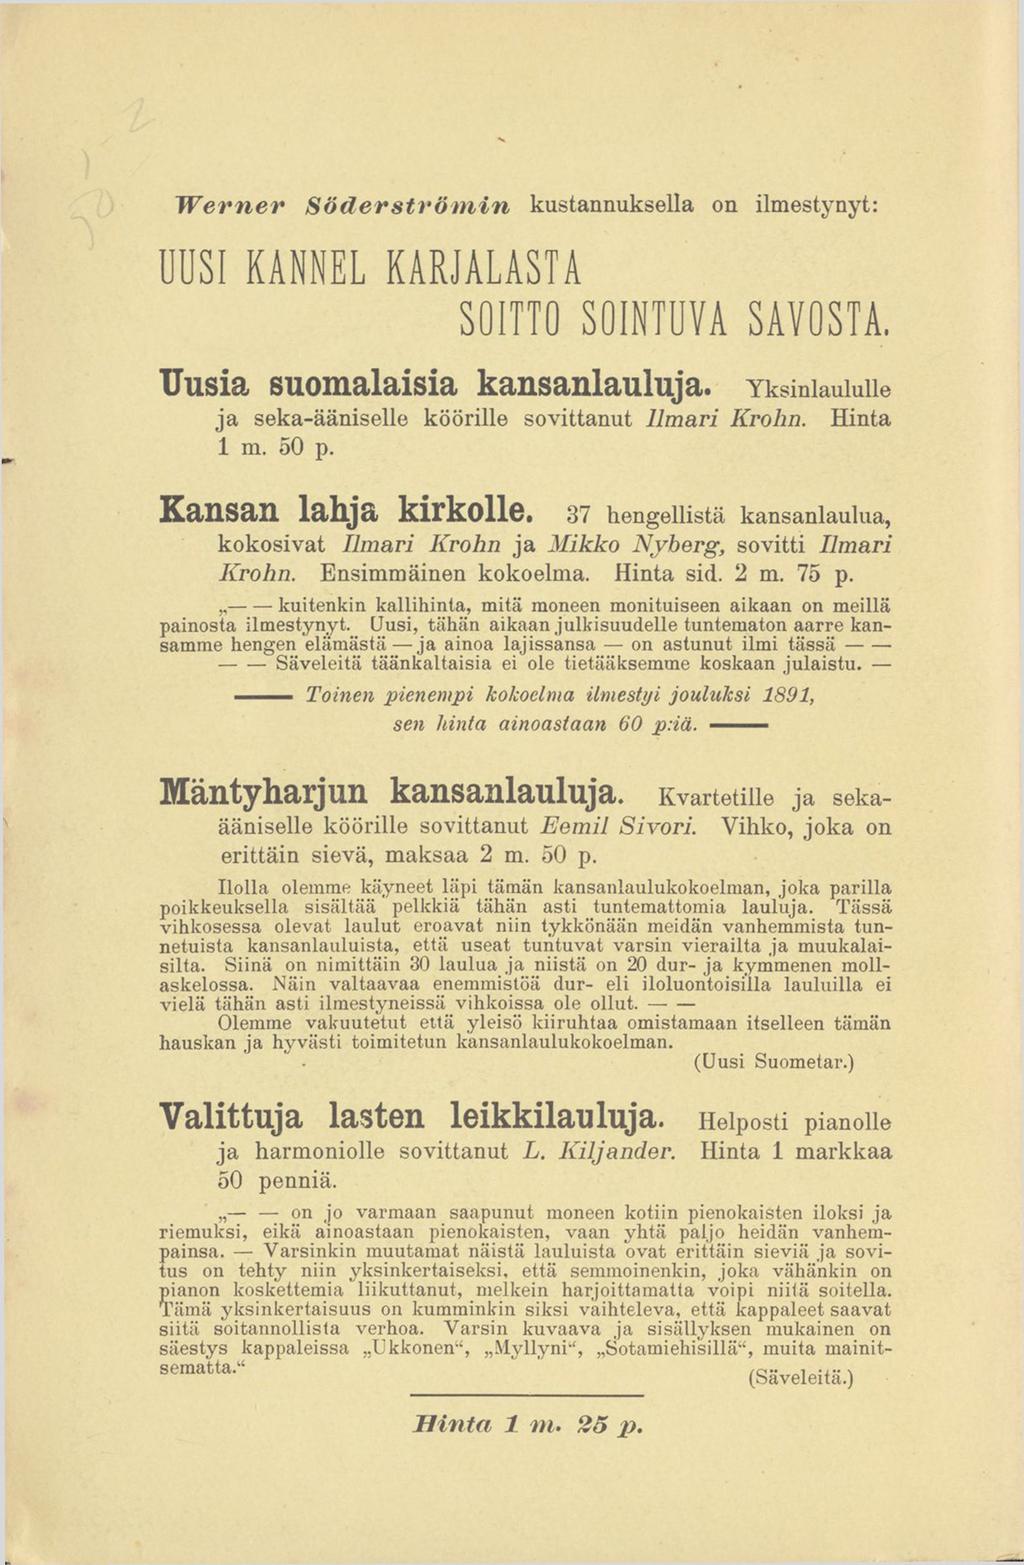 Werner Söderströmin kustannuksella on ilmestynyt:
UUSI KANNEL KARJALASTA
SOITTO SOINTUVA SAVOSTA.
Uusia suomalaisia kansanlauluja. Yksinlaululle
ja seka-ääniselle köörille sovittanut Ilmari Krohn. Hinta
1 m. 50 p.
Kansan lahja kirkolle. 37 hengellistä kansanlaulua,
kokosivat Ilmari Krohn ja Mikko Nyberg, sovitti Ilmari
Krohn. Ensimmäinen kokoelma. Hinta sid. 2 m. 75 p.
„— — kuitenkin kallihinta, mitä moneen monituiseen aikaan on meillä
painosta ilmestynyt. Uusi, tähän aikaan julkisuudelle tuntematon aarre kan-
samme hengen elämästä — ja ainoa lajissansa — on astunut ilmi tässä — —
— — Säveleitä täänkaltaisia ei ole tietääksemme koskaan julaistu. —
—— Toinen pienempi kokoelma ilmestyi jouluksi 1891,
sen hinta ainoastaan 60 p:iä. ——
Mäntyharjun kansanlauluja. Kvartetille ja seka-
ääniselle köörille sovittanut Eemil Sivori. Vihko, joka on
erittäin sievä, maksaa 2 m. 50 p.
Ilolla olemme käyneet läpi tämän kansanlaulukokoelman, joka parilla
poikkeuksella sisältää pelkkiä tähän asti tuntemattomia lauluja. Tässä
vihkosessa olevat laulut eroavat niin tykkönään meidän vanhemmista tun-
netuista kansanlauluista, että useat tuntuvat varsin vierailta ja muukalai-
silta. Siinä on nimittäin 30 laulua ja niistä on 20 dur- ja kymmenen moll-
askelossa. Näin valtaavaa enemmistöä dur- eli iloluontoisilla lauluilla ei
vielä tähän asti ilmestyneissä vihkoissa ole ollut. — —
Olemme vakuutetut että yleisö kiiruhtaa omistamaan itselleen tämän
hauskan ja hyvästi toimitetun kansanlaulukokoelman.
(Uusi Suometar.)
Valittuja lasten leikkilauluja. Helposti pianolle
ja harmoniolle sovittanut L. Kiljander. Hinta 1 markkaa
50 penniä.
„— — on jo varmaan saapunut moneen kotiin pienokaisten iloksi ja
riemuksi, eikä ainoastaan pienokaisten, vaan yhtä paljo heidän vanhem-
painsa. — Varsinkin muutamat näistä lauluista ovat erittäin sieviä ja sovi-
tus on tehty niin yksinkertaiseksi, että semmoinenkin, joka vähänkin on
pianon koskettemia liikuttanut, melkein harjoittamatta voipi niitä soitella.
Tämä yksinkertaisuus on kumminkin siksi vaihteleva, että kappaleet saavat
siitä soitannollista verhoa. Varsin kuvaava ja sisällyksen mukainen on
säestys kappaleissa „Ukkonen“, „Myllyni“, „Sotamiehisillä“, muita mainit-
sematta.“
(Säveleitä.)
Hinta 1 m. 25 p.